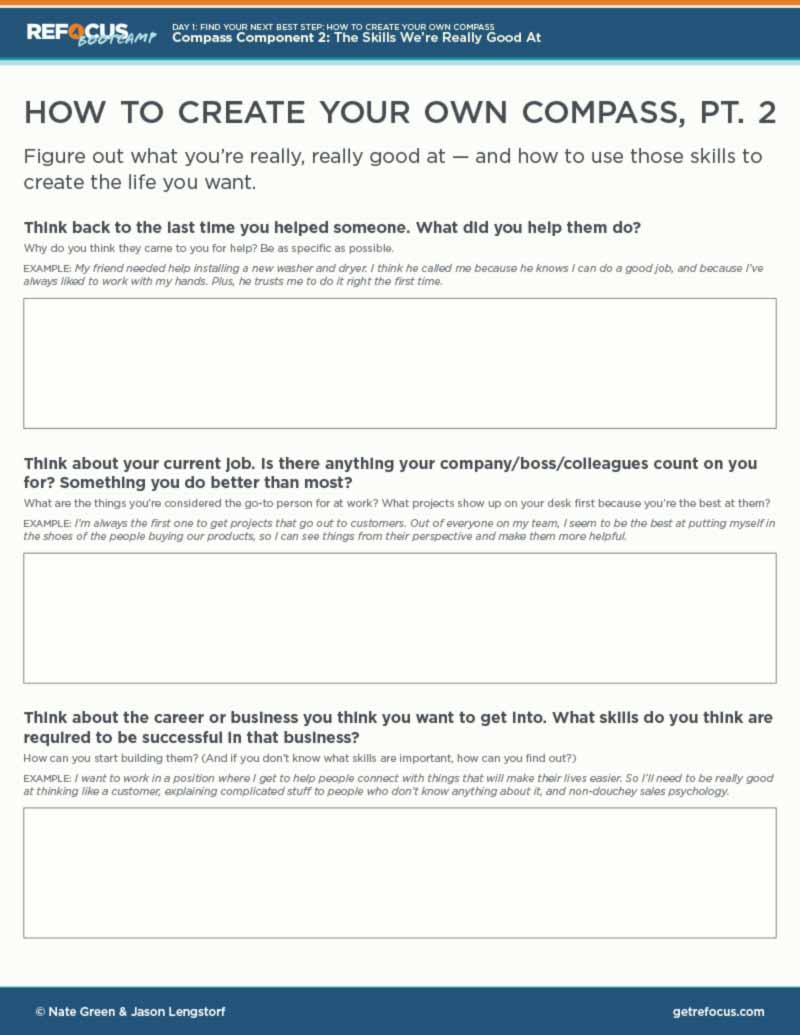 REFOCUS
BOOTCAMP
DAY 1: FIND YOUR NEXT BEST STEP: HOW TO CREATE YOUR OWN COMPASS
Compass Component 2: The Skills We're Really Good At
HOW TO CREATE YOUR OWN COMPASS, PT. 2
Figure out what you're really, really good at — and how to use those skills to
create the life you want.
Think back to the last time you helped someone. What did you help them do?
Why do you think they came to you for help? Be as specific as possible.
EXAMPLE: My friend needed help installing a new washer and dryer. I think he called me because he knows I can do a good job, and because I've
always liked to work with my hands. Plus, he trusts me to do it right the first time.
Think about your current job. Is there anything your company/boss/colleagues count on you
for? Something you do better than most?
What are the things you're considered the go-to person for at work? What projects show up on your desk first because you're the best at them?
EXAMPLE: I'm always the first one to get projects that go out to customers. Out of everyone on my team, I seem to be the best at putting myself in
the shoes of the people buying our products, so I can see things from their perspective and make them more helpful.
Think about the career or business you think you want to get into. What skills do you think are
required to be successful in that business?
How can you start building them? (And if you don't know what skills are important, how can you find out?)
EXAMPLE: I want to work in a position where I get to help people connect with things that will make their lives easier. So I'll need to be really good
at thinking like a customer, explaining complicated stuff to people who don't know anything about it, and non-douchey sales psychology.
© Nate Green & Jason Lengstorf
getrefocus.com